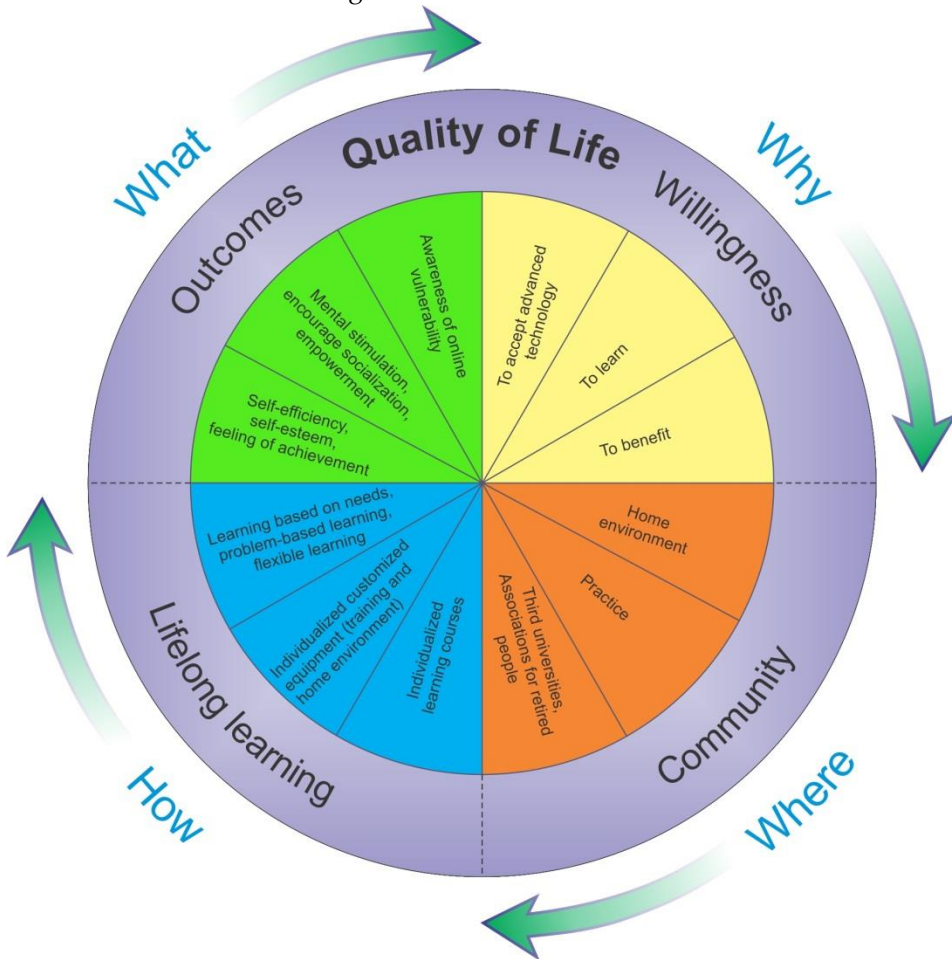 Quality of Life
Why
Willingness
To accept advanced
technology
To learn
To benefit
Home
environment
Practice
Third universities,
Associations for retired
people
Community
Where
Individualized
learning courses
Individualized customized
equipment (training and
home environment)
Learning based on needs,
problem-based learning,
flexible learning
Lifelong learning
How
Self-efficiency,
self-esteem,
feeling of achievement
Mental stimulation,
encourage socialization,
empowerment
Awareness of online
vulnerability
Outcomes
What